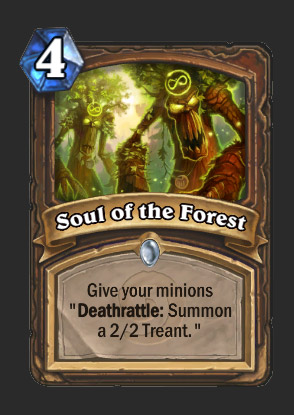 4
Soul of the Forest
Give your minions
"Deathrattle: Summon
a 2/2 Treant."